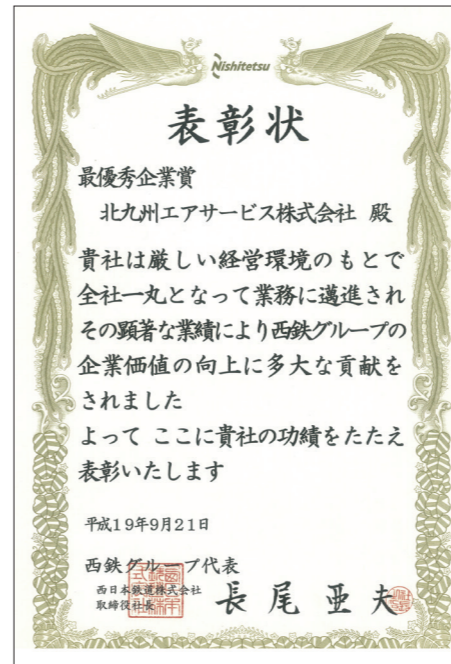 Nishitetsu
表彰状
最優秀企業賞
北九州エアサービス株式会社 殿
貴社は厳しい経営環境のもとで
全社一丸となって業務に邁進され
その顕著な業績により西鉄グループの
企業価値の向上に多大な貢献を
されました
よって ここに貴社の功績をたたえ
表彰いたします
平成19年9月21日
西鉄グループ代表
西日本鉄道株式会社
取締役社長
長尾亜夫